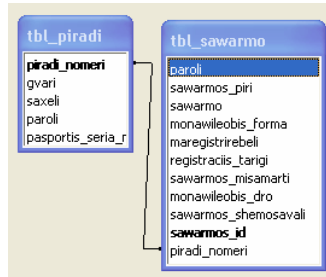 tbl_piradi
piradi_nomeri
gvari
saxeli
paroli
pasportis_seria_r
tbl_sawarmo
paroli
sawarmos_piri
sawarmo
monawileobis_forma
maregistrirebeli
registraciis_tarigi
sawarmos_misamarti
monawileobis_dro
sawarmos_shemosavali
sawarmos_id
piradi_nomeri